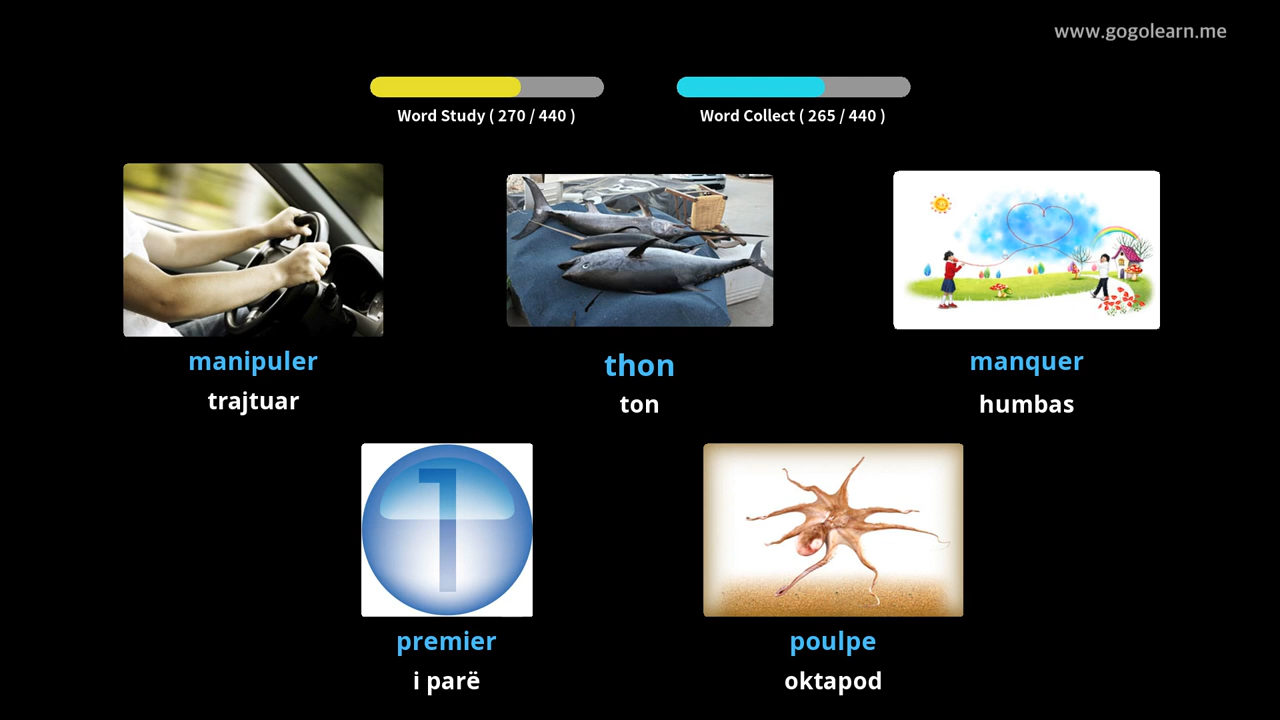 www.gogolearn.me
Word Study ( 270 / 440 )
Word Collect ( 265 / 440 )
manipuler
trajtuar
thon
ton
manquer
humbas
1
premier
i parë
poulpe
oktapod